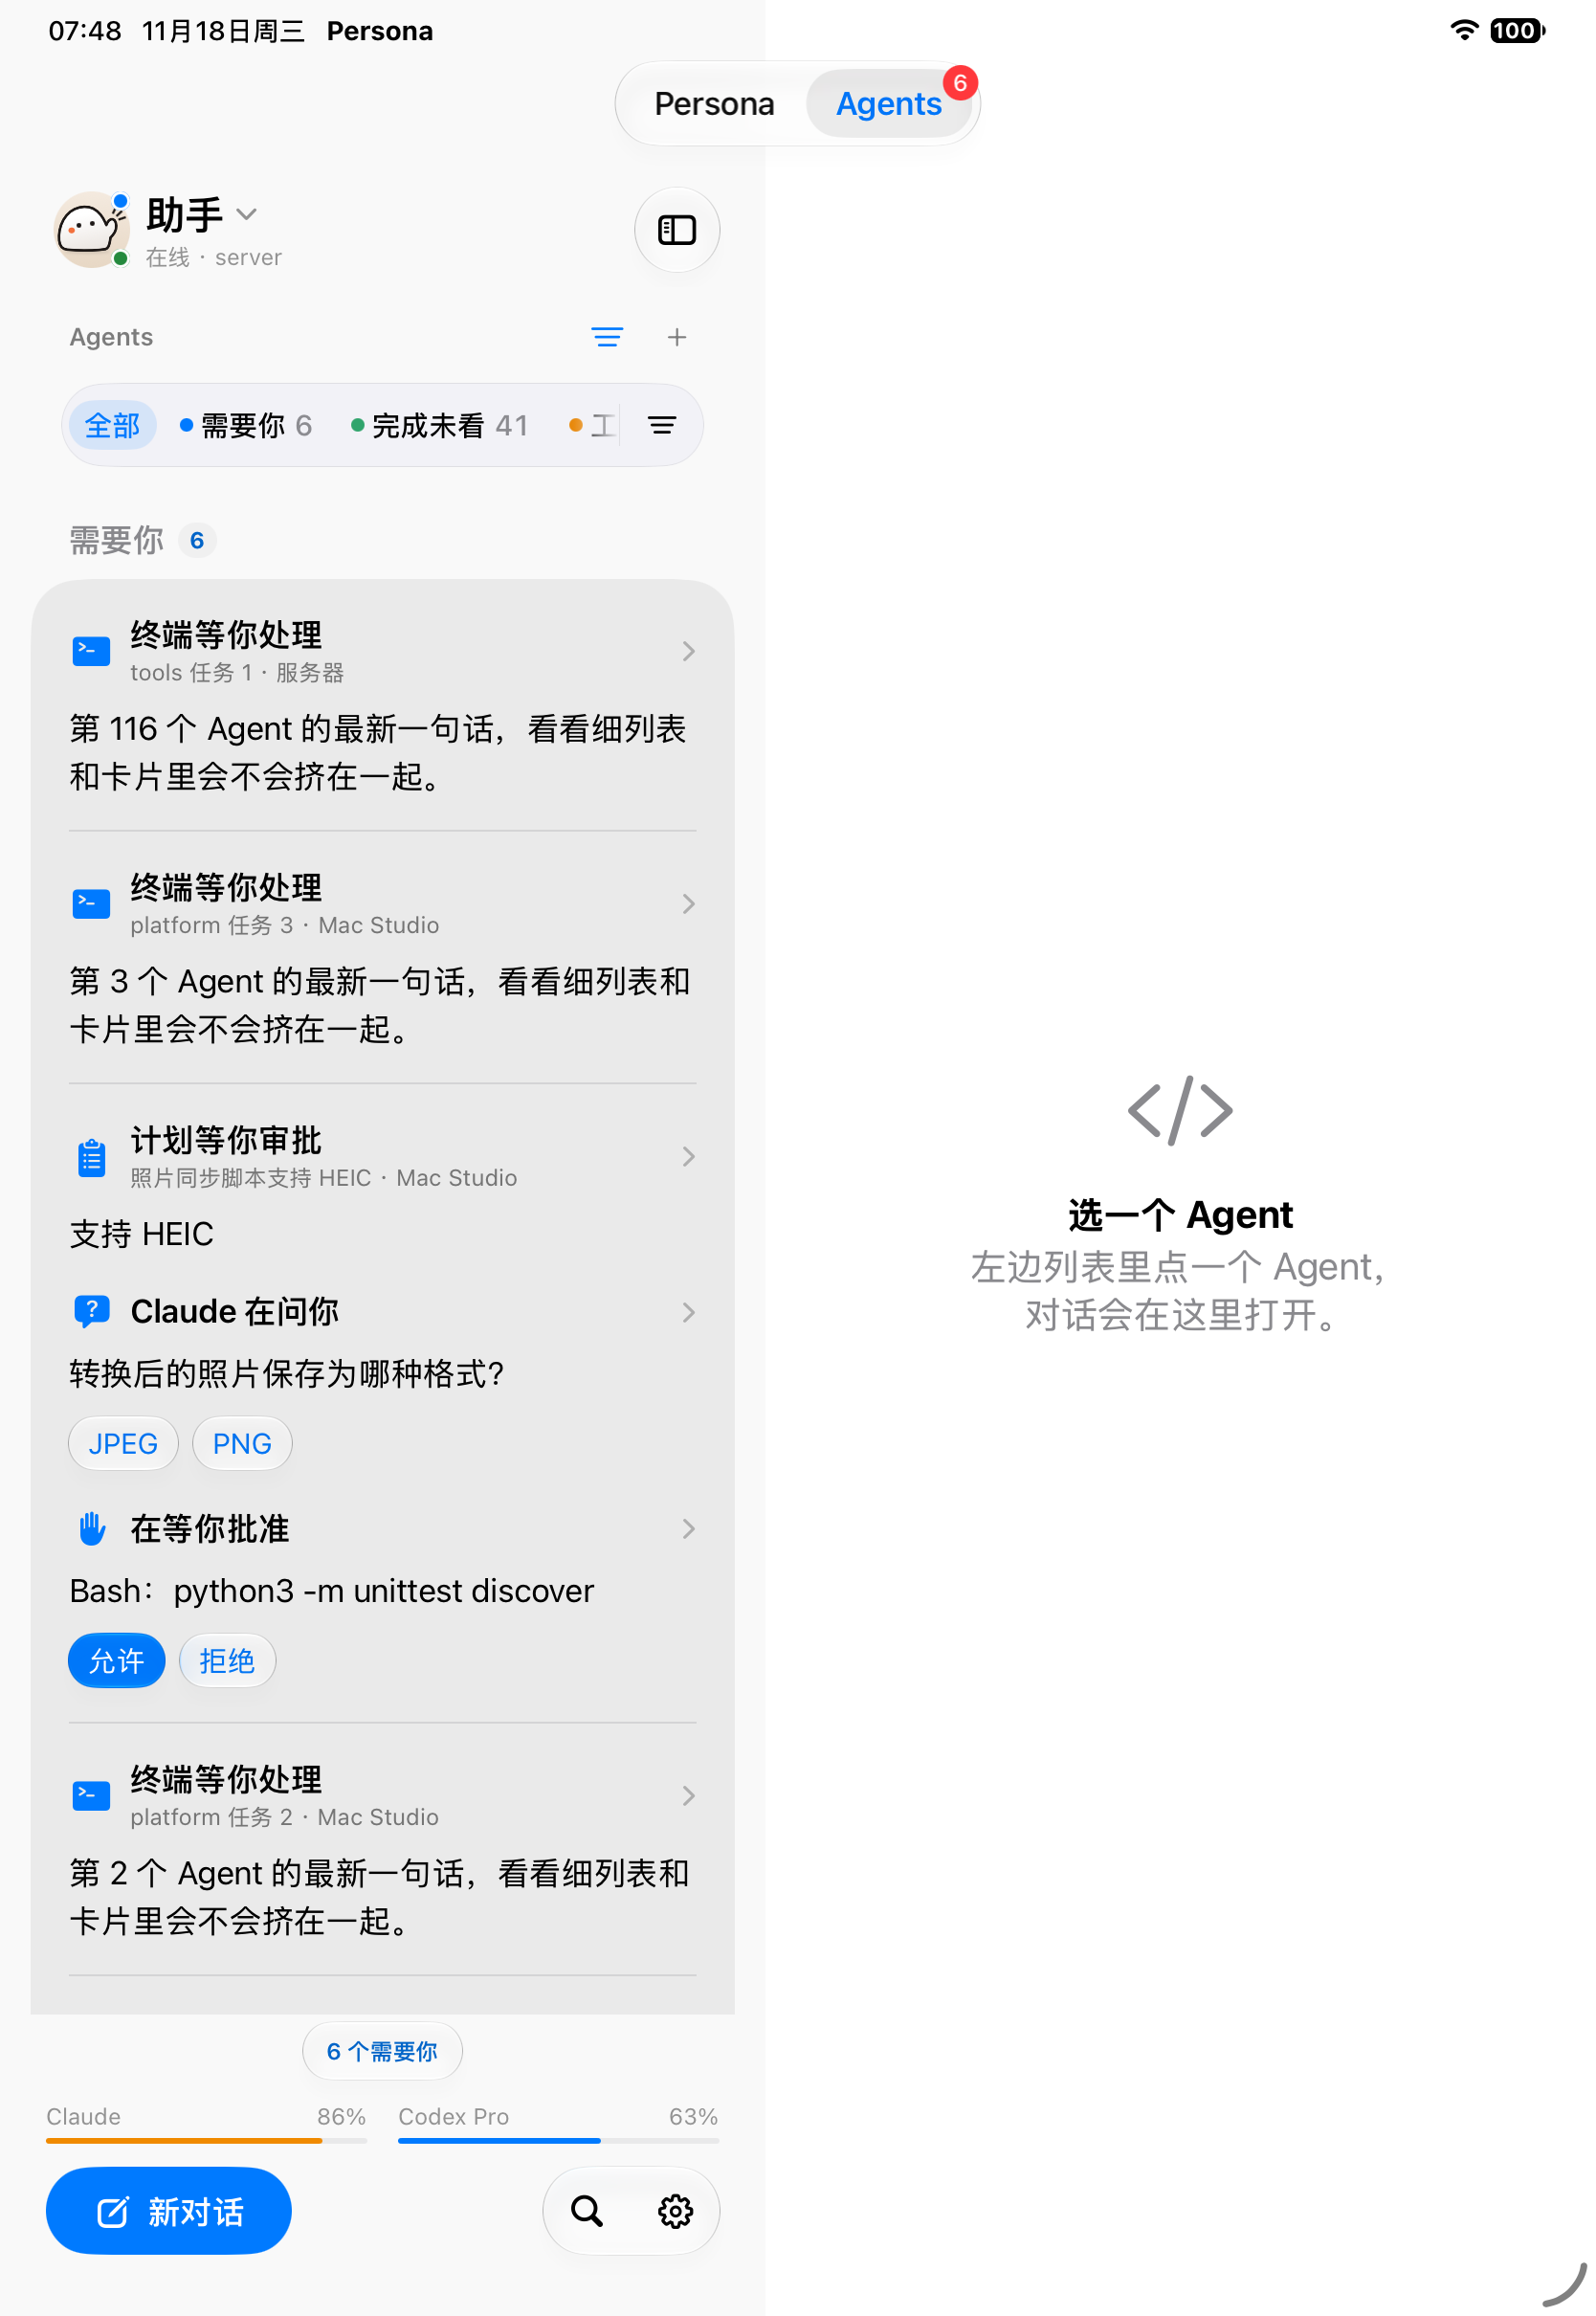 07:48 11月18日周三 Persona
100
Persona Agents 6
助手
在线 · server
Agents
全部 需要你 6 完成未看 41
需要你 6
终端等你处理
tools 任务 1 · 服务器
第 116 个 Agent 的最新一句话，看看细列表
和卡片里会不会挤在一起。
终端等你处理
platform 任务 3 · Mac Studio
第 3 个 Agent 的最新一句话，看看细列表和
卡片里会不会挤在一起。
计划等你审批
照片同步脚本支持 HEIC · Mac Studio
支持 HEIC
Claude 在问你
转换后的照片保存为哪种格式？
JPEG PNG
在等你批准
Bash：python3 -m unittest discover
允许 拒绝
终端等你处理
platform 任务 2 · Mac Studio
第 2 个 Agent 的最新一句话，看看细列表和
卡片里会不会挤在一起。
6 个需要你
Claude 86% Codex Pro 63%
新对话
选一个 Agent
左边列表里点一个 Agent，
对话会在这里打开。